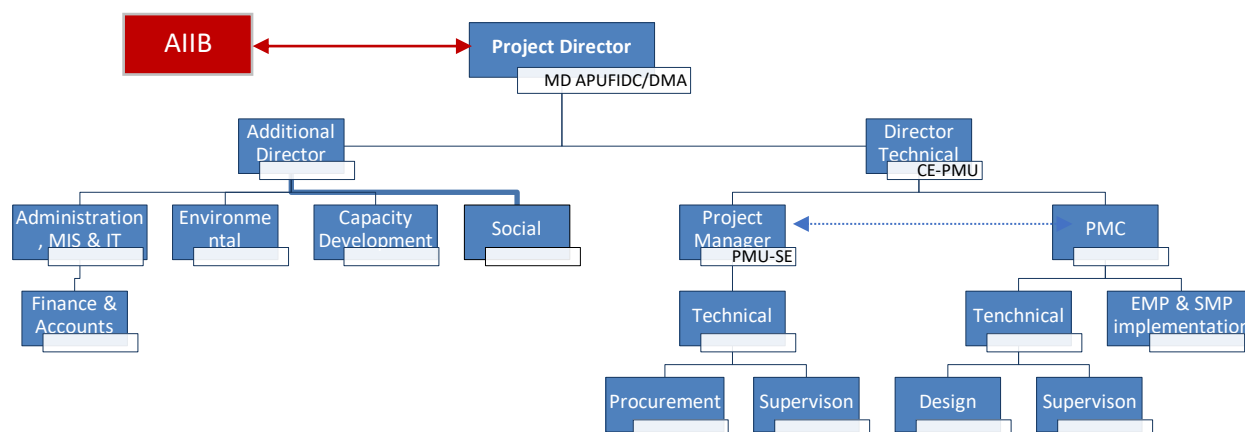 AIIB
Project Director
MD APUFIDC/DMA
Additional
Director
Director
Technical
CE-PMU
Administration
, MIS & IT
Environme
ntal
Capacity
Development
Social
Project
Manager
PMU-SE
PMC
Finance &
Accounts
Technical
Tenchnical
EMP & SMP
implementation
Procurement
Supervison
Design
Supervison